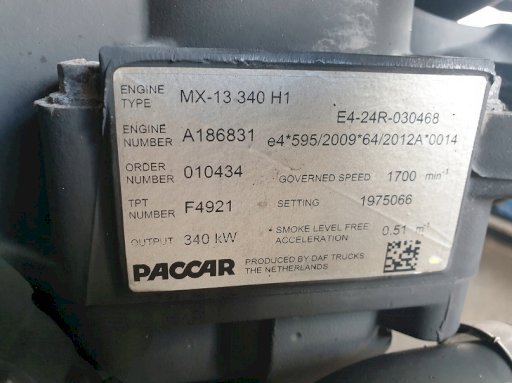 ENGINE TYPE MX-13 340 H1
E4-24R-030468
ENGINE NUMBER A186831 e4*595/2009*64/2012A*0014
ORDER NUMBER 010434 GOVERNED SPEED 1700 min⁻¹
TPT NUMBER F4921 SETTING 1975066
OUTPUT 340 kW * SMOKE LEVEL FREE ACCELERATION 0.51 m⁻¹
PACCAR PRODUCED BY DAF TRUCKS
THE NETHERLANDS